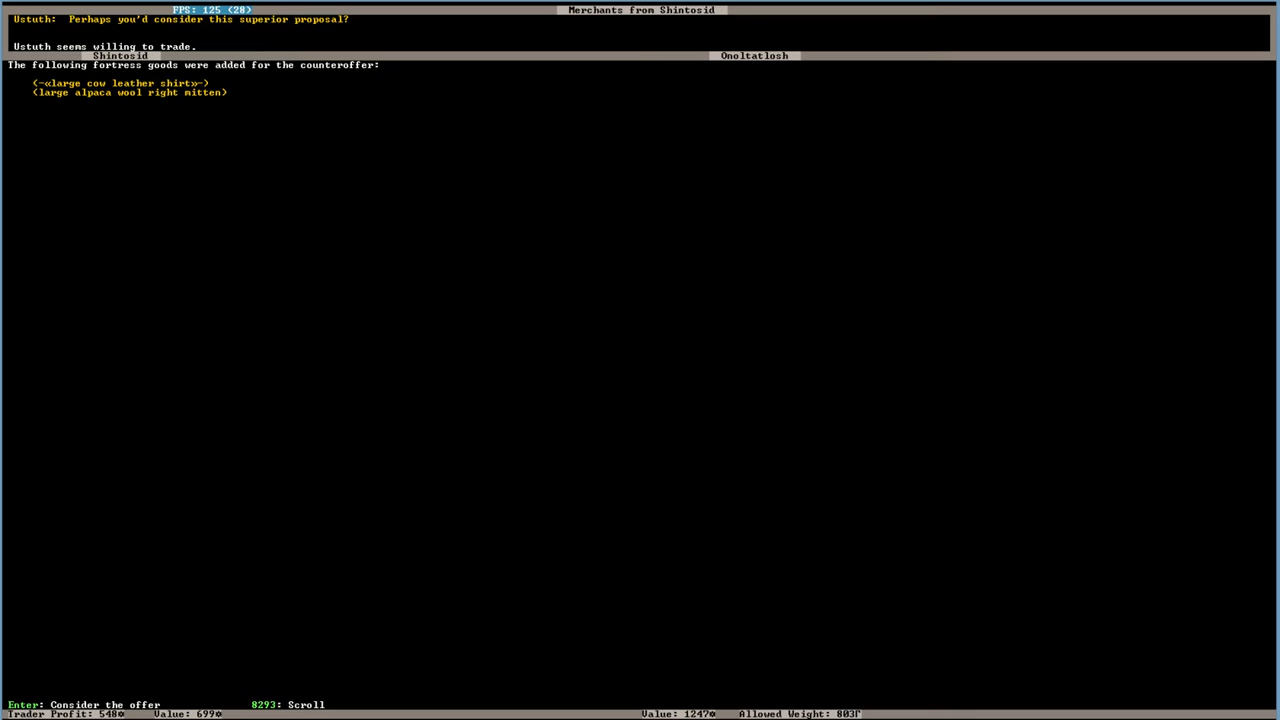 FPS: 125 (28)
Merchants from Shintosid
Ustuth:  Perhaps you'd consider this superior proposal?
Ustuth seems willing to trade.
Shintosid
Onoltatlosh
The following fortress goods were added for the counteroffer:
(-«large cow leather shirt»-)
(large alpaca wool right mitten)
Enter: Consider the offer
8293: Scroll
Trader Profit: 548☼
Value: 699☼
Value: 1247☼
Allowed Weight: 803Γ